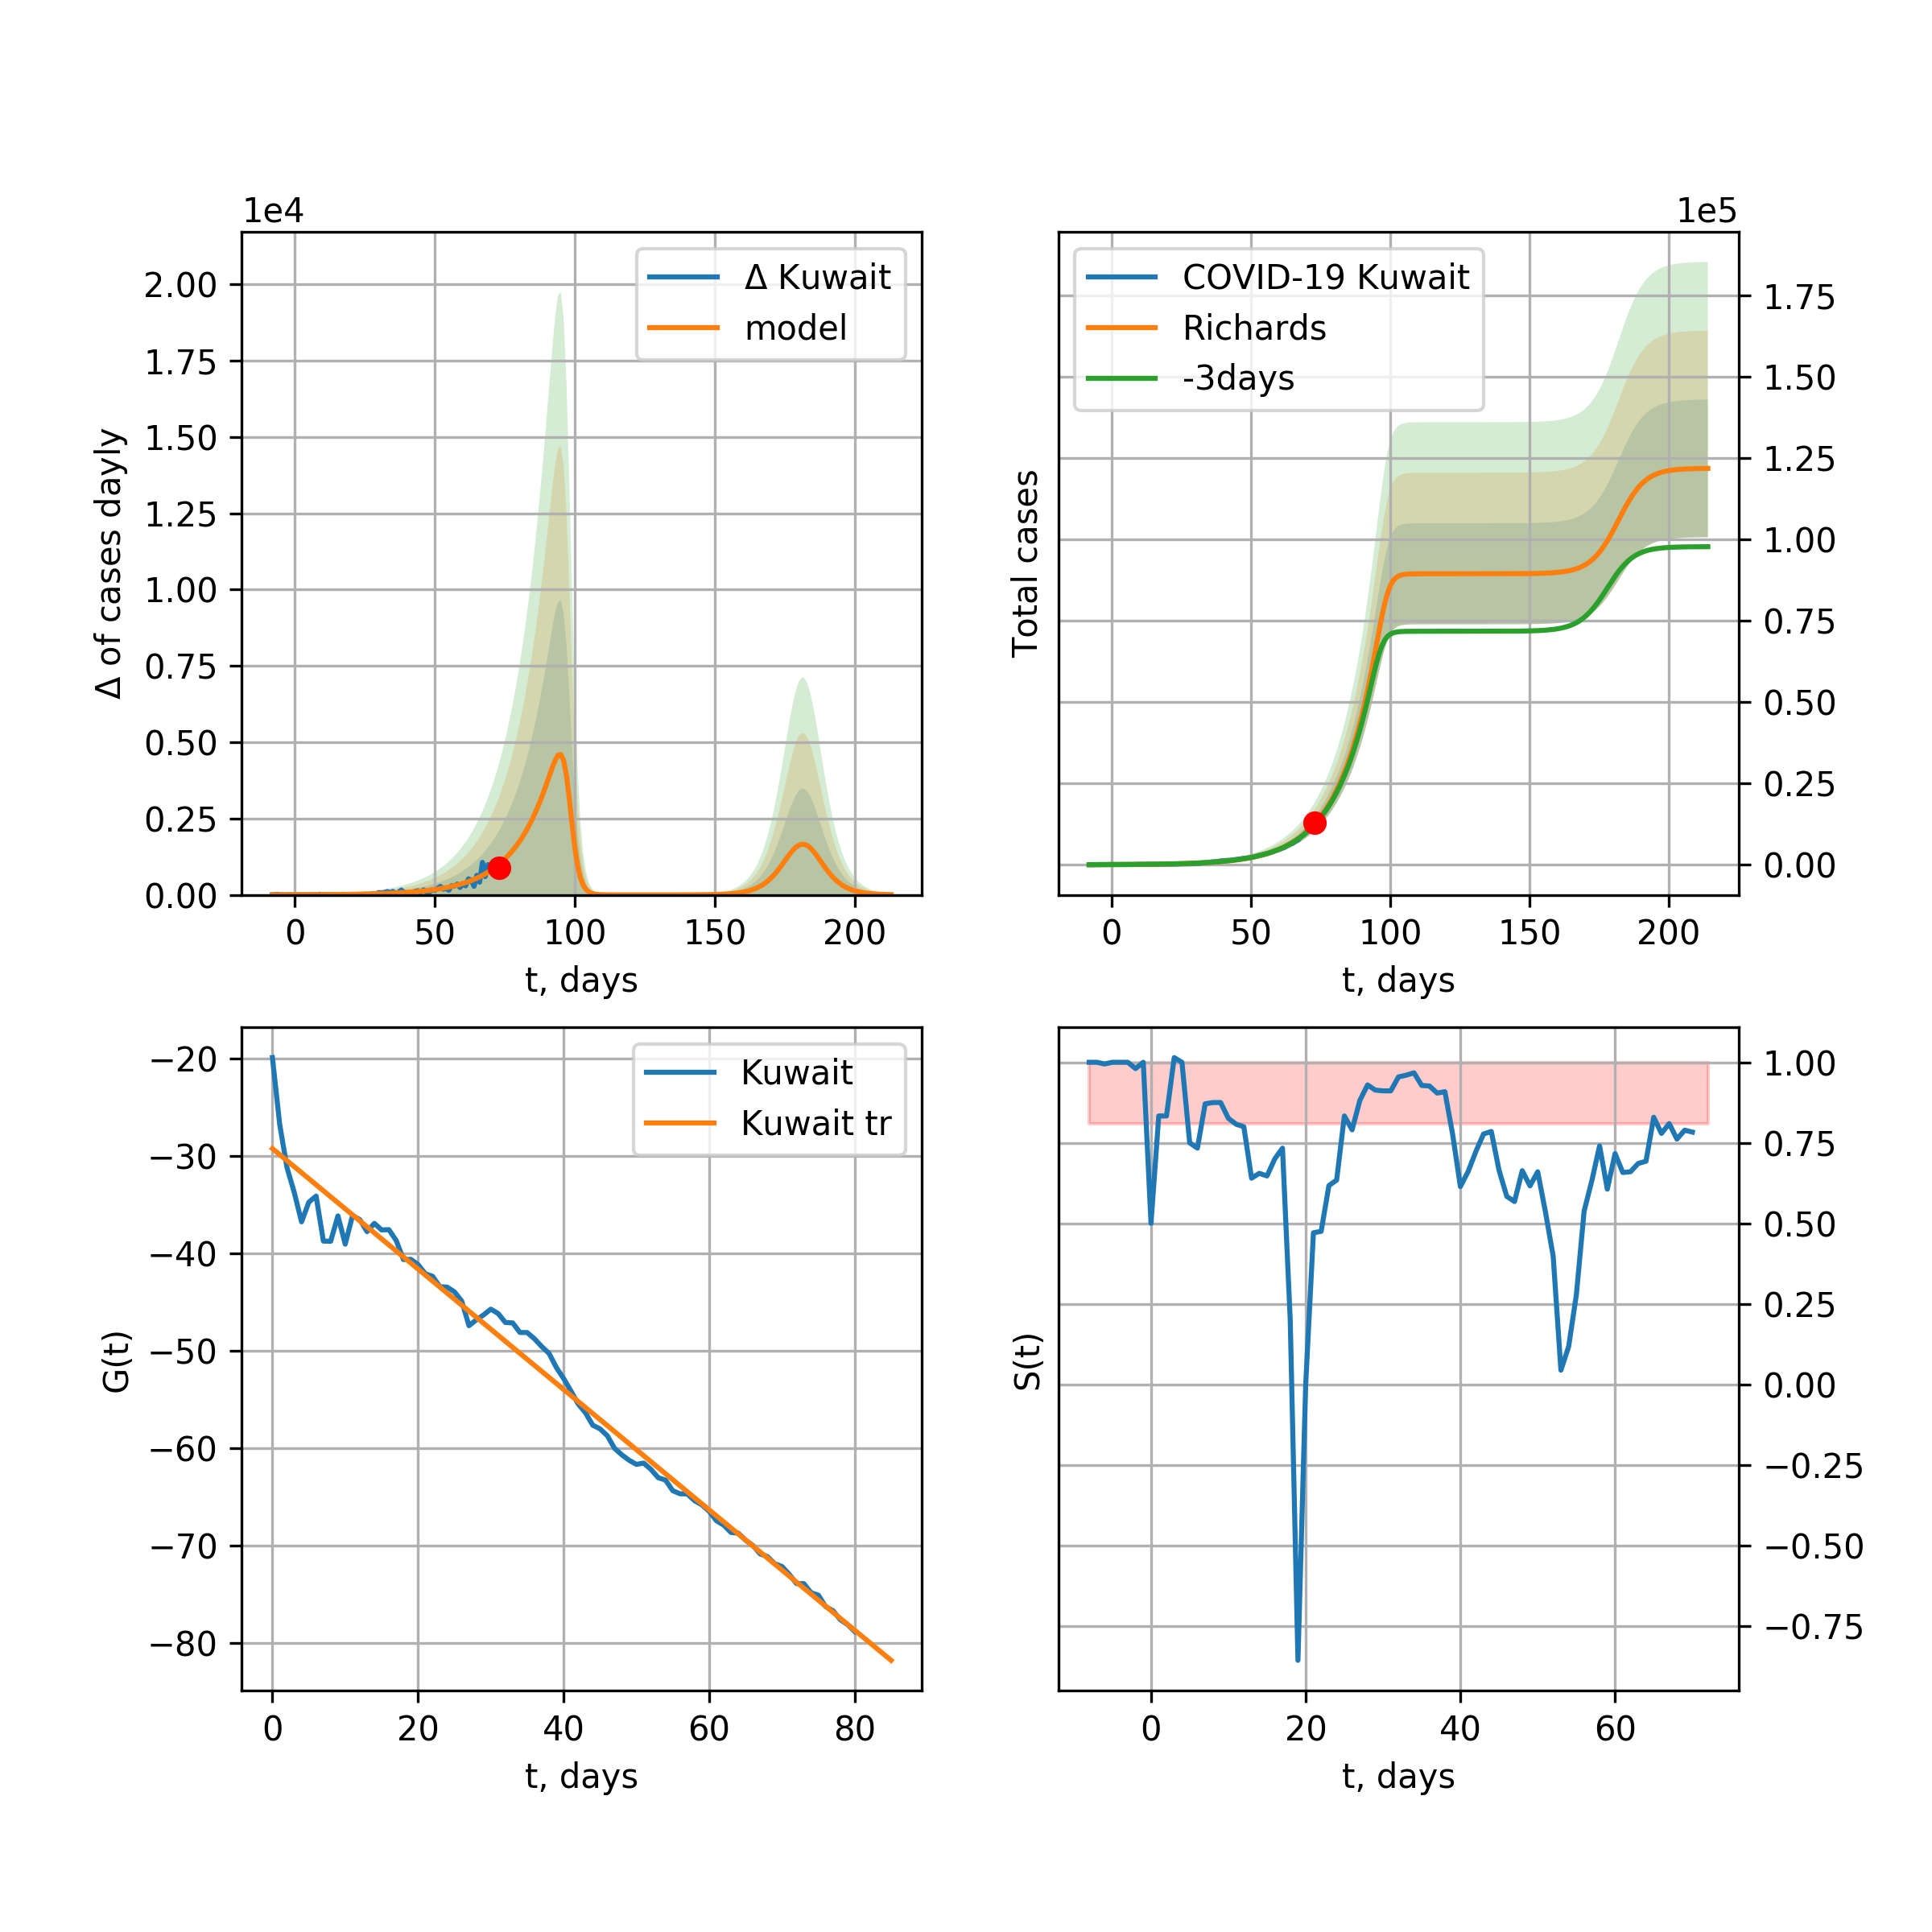 1e4
Δ of cases dayly
2.00
1.75
1.50
1.25
1.00
0.75
0.50
0.25
0.00
Δ Kuwait
model
0 50 100 150 200
t, days
1e5
Total cases
COVID-19 Kuwait
Richards
-3days
1.75
1.50
1.25
1.00
0.75
0.50
0.25
0.00
0 50 100 150 200
t, days
G(t)
−20
−30
−40
−50
−60
−70
−80
Kuwait
Kuwait tr
0 20 40 60 80
t, days
S(t)
1.00
0.75
0.50
0.25
0.00
−0.25
−0.50
−0.75
0 20 40 60
t, days